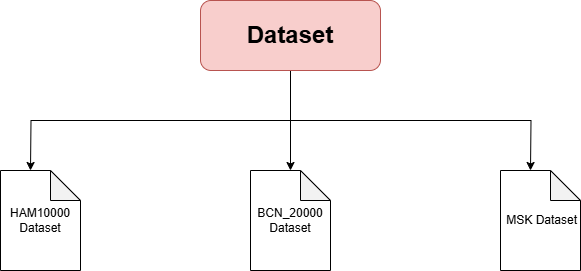 Dataset
HAM10000
Dataset
BCN_20000
Dataset
MSK Dataset